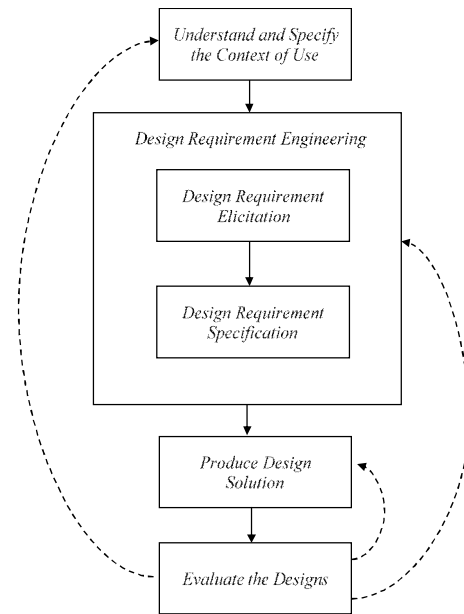 Understand and Specify
the Context of Use
Design Requirement Engineering
Design Requirement
Elicitation
Design Requirement
Specification
Produce Design
Solution
Evaluate the Designs